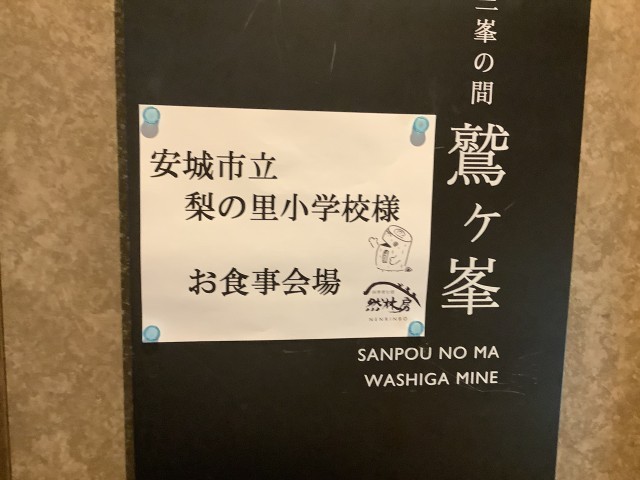 三峯の間
鷲ヶ峯
安城市立
梨の里小学校様
お食事会場
然林房
SANPOU NO MA
WASHIGA MINE